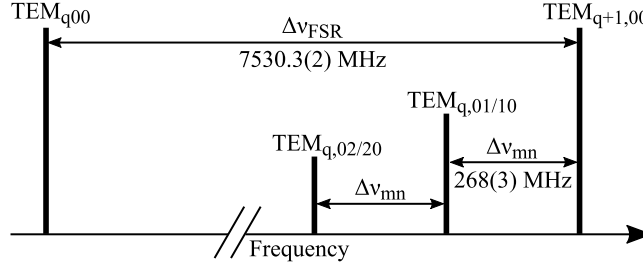 TEMq00
TEMq+1,00
ΔνFSR
7530.3(2) MHz
TEMq,01/10
TEMq,02/20
Δνmn
268(3) MHz
Δνmn
Frequency